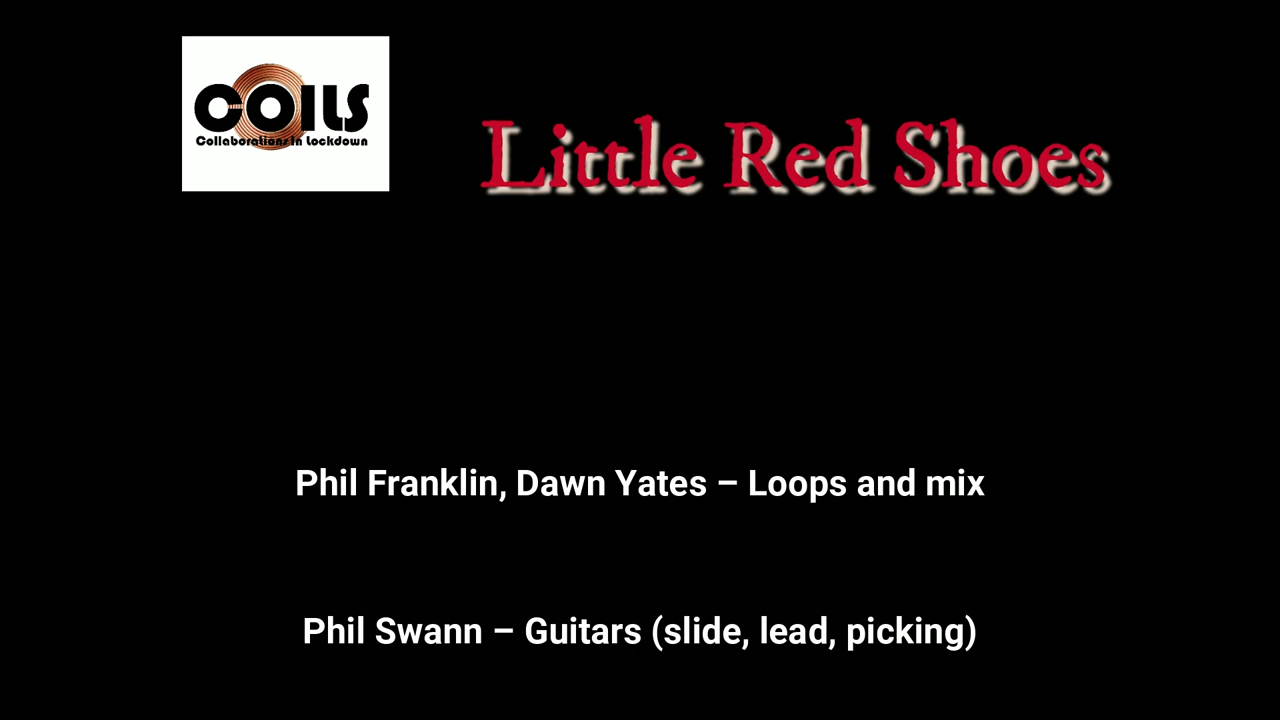 COILS
Collaborations in Lockdown
Little Red Shoes
Phil Franklin, Dawn Yates – Loops and mix
Phil Swann – Guitars (slide, lead, picking)